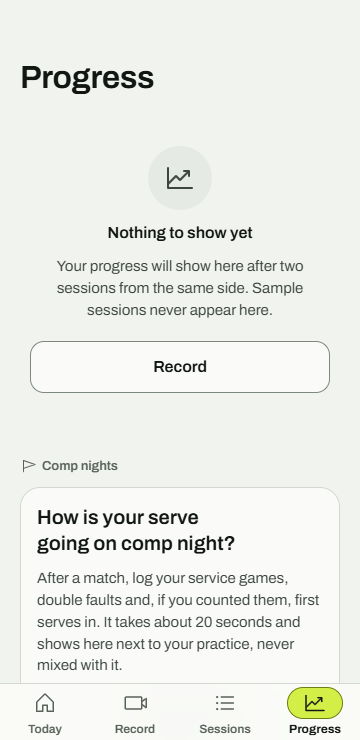 Progress
Nothing to show yet
Your progress will show here after two
sessions from the same side. Sample
sessions never appear here.
Record
Comp nights
How is your serve
going on comp night?
After a match, log your service games,
double faults and, if you counted them, first
serves in. It takes about 20 seconds and
shows here next to your practice, never
mixed with it.
Today
Record
Sessions
Progress